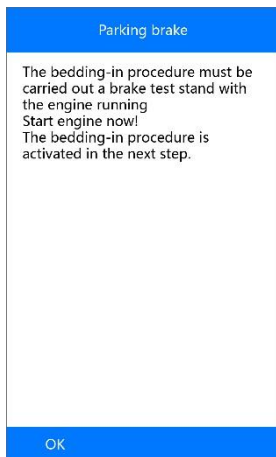 Parking brake
The bedding-in procedure must be
carried out a brake test stand with
the engine running
Start engine now!
The bedding-in procedure is
activated in the next step.
OK